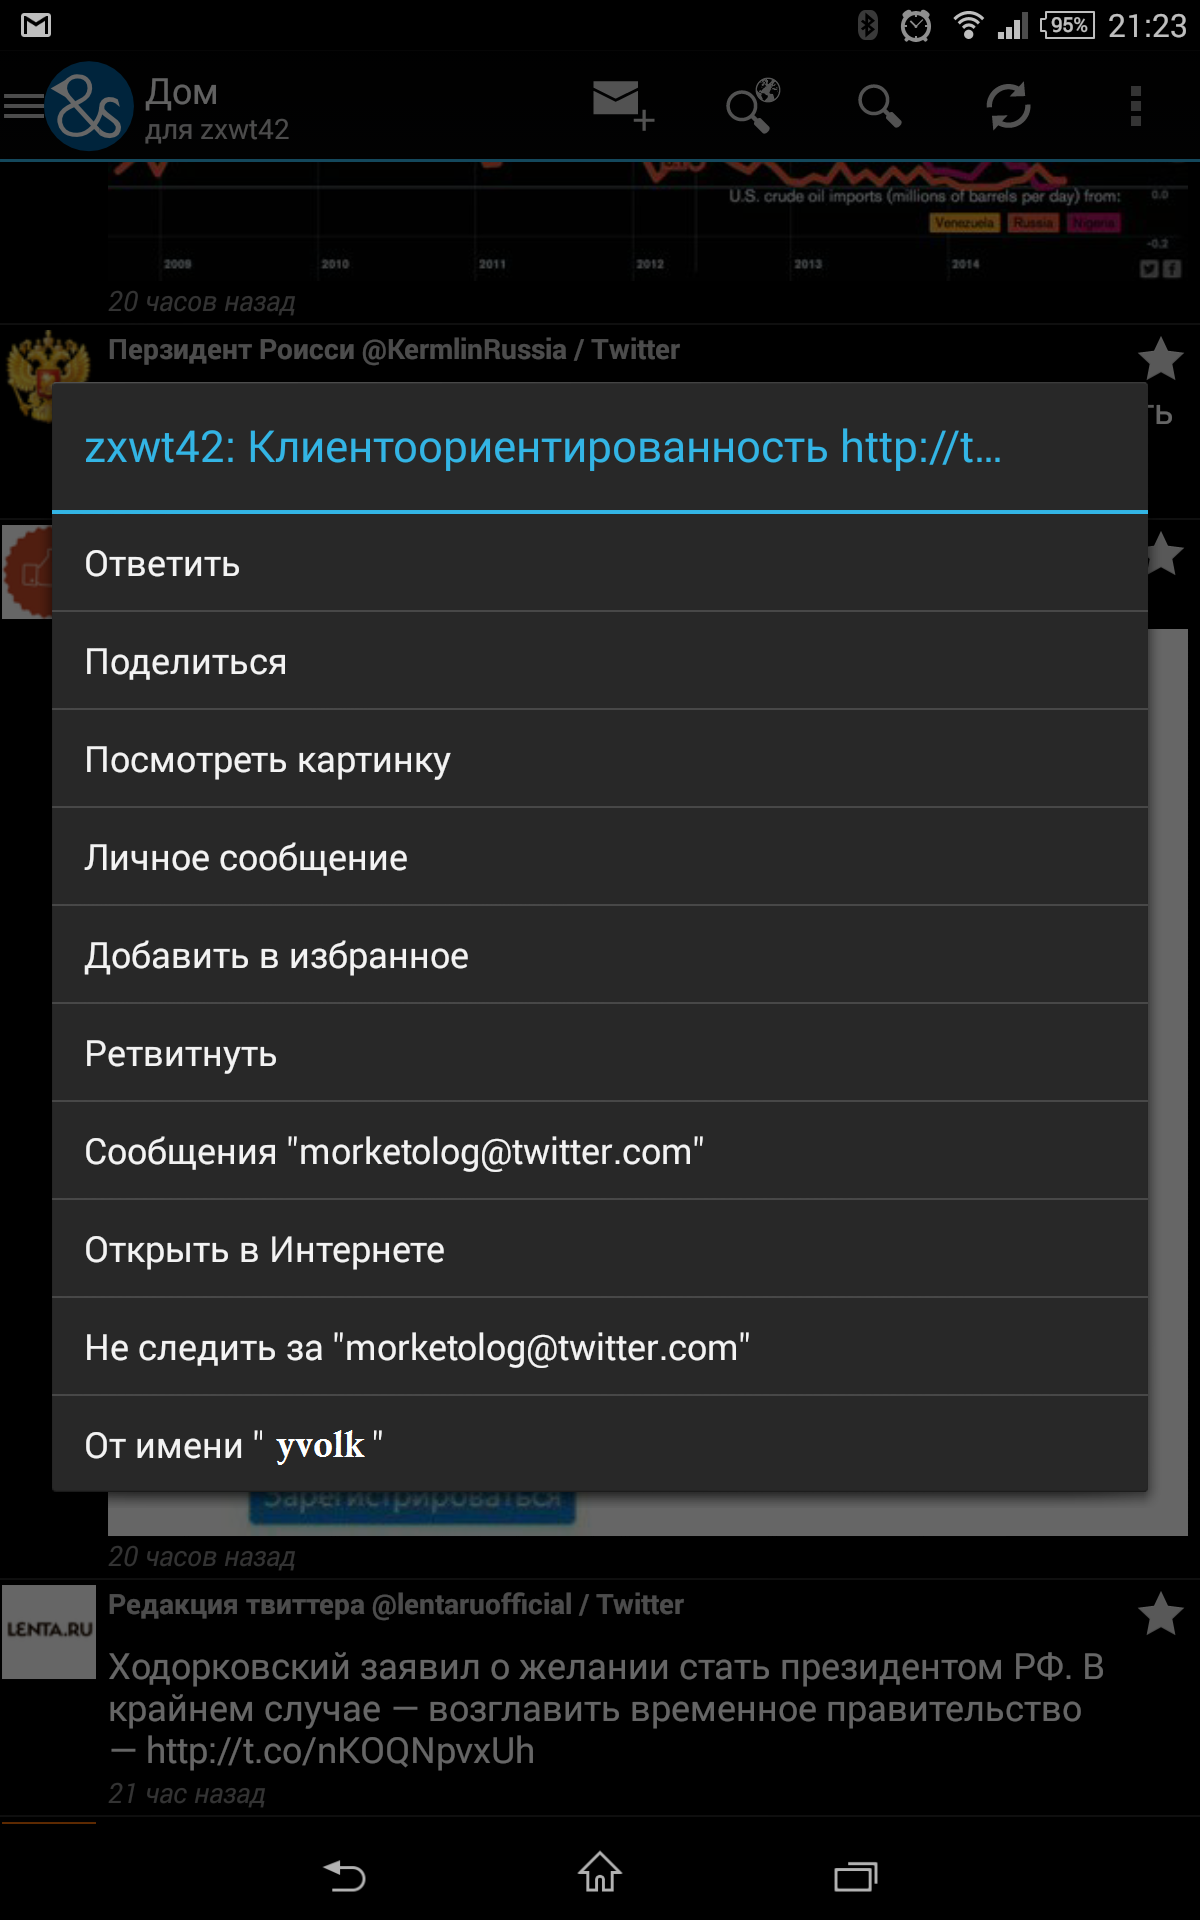 95% 21:23
Дом
для zxwt42
U.S. crude oil imports (millions of barrels per day) from:
0.0
Venezuela Russia Nigeria
-0.2
2009 2010 2011 2012 2013 2014
20 часов назад
Перзидент Роисси @KermlinRussia / Twitter
ть
zxwt42: Клиентоориентированность http://t...
Ответить
Поделиться
Посмотреть картинку
Личное сообщение
Добавить в избранное
Ретвитнуть
Сообщения "morketolog@twitter.com"
Открыть в Интернете
Не следить за "morketolog@twitter.com"
От имени " yvolk "
Зарегистрироваться
20 часов назад
LENTA.RU
Редакция твиттера @lentaruofficial / Twitter
Ходорковский заявил о желании стать президентом РФ. В
крайнем случае — возглавить временное правительство
— http://t.co/nKOQNpvxUh
21 час назад